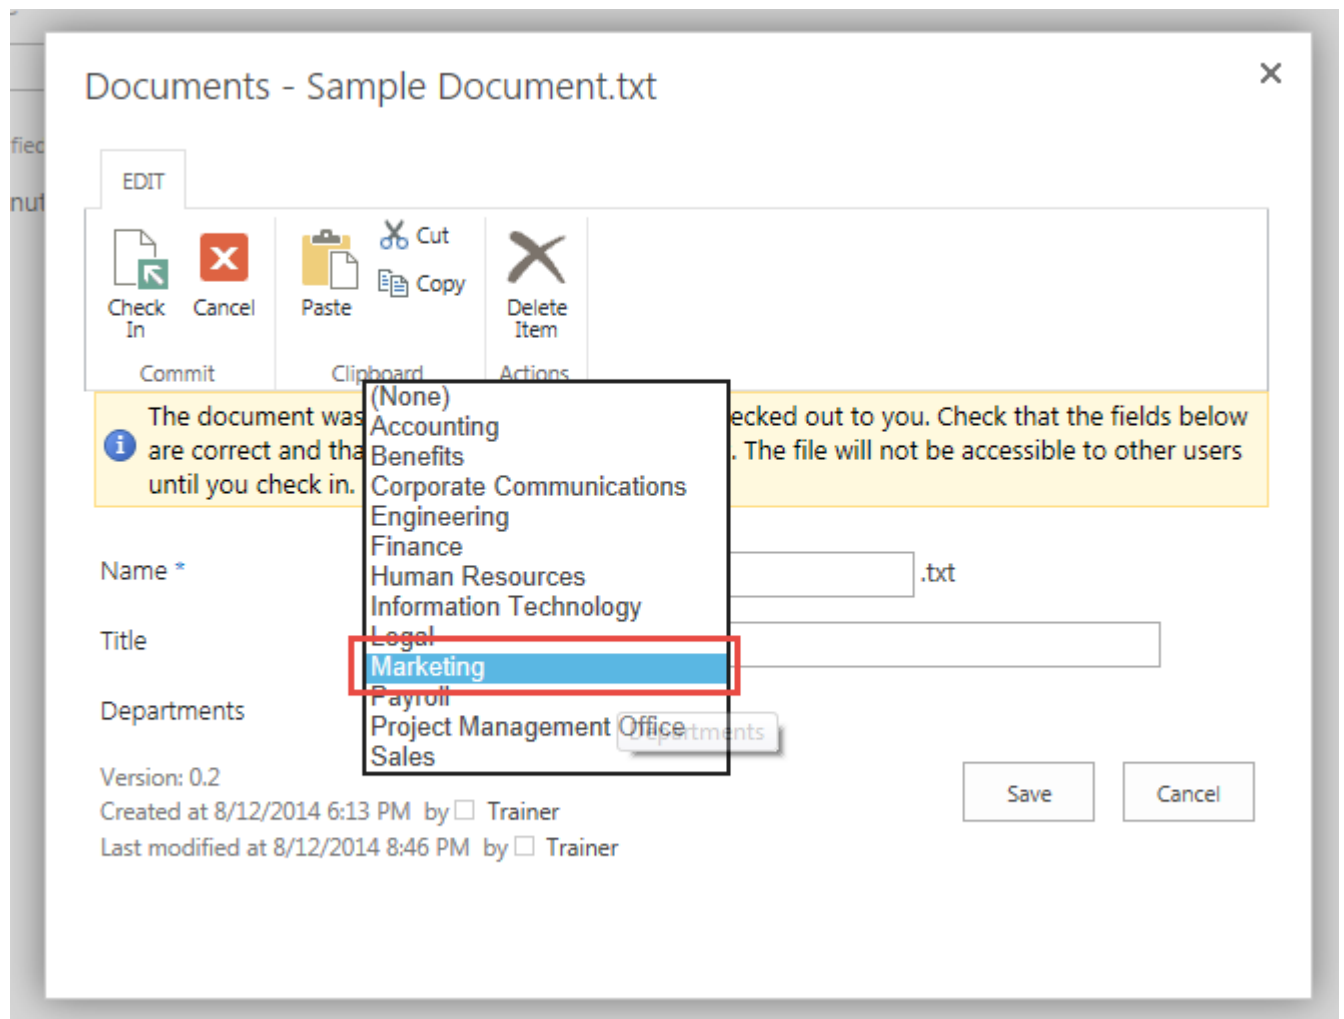 Documents - Sample Document.txt
fied
nut
EDIT
Check In
Cancel
Paste
Cut
Copy
Delete Item
Commit
Clipboard
Actions
The document was
ecked out to you. Check that the fields below
are correct and tha
. The file will not be accessible to other users
until you check in.
(None)
Accounting
Benefits
Corporate Communications
Engineering
Finance
Human Resources
Information Technology
Legal
Marketing
Payroll
Project Management Office
Sales
Name *
.txt
Title
Departments
Departments
Version: 0.2
Created at 8/12/2014 6:13 PM by Trainer
Last modified at 8/12/2014 8:46 PM by Trainer
Save
Cancel